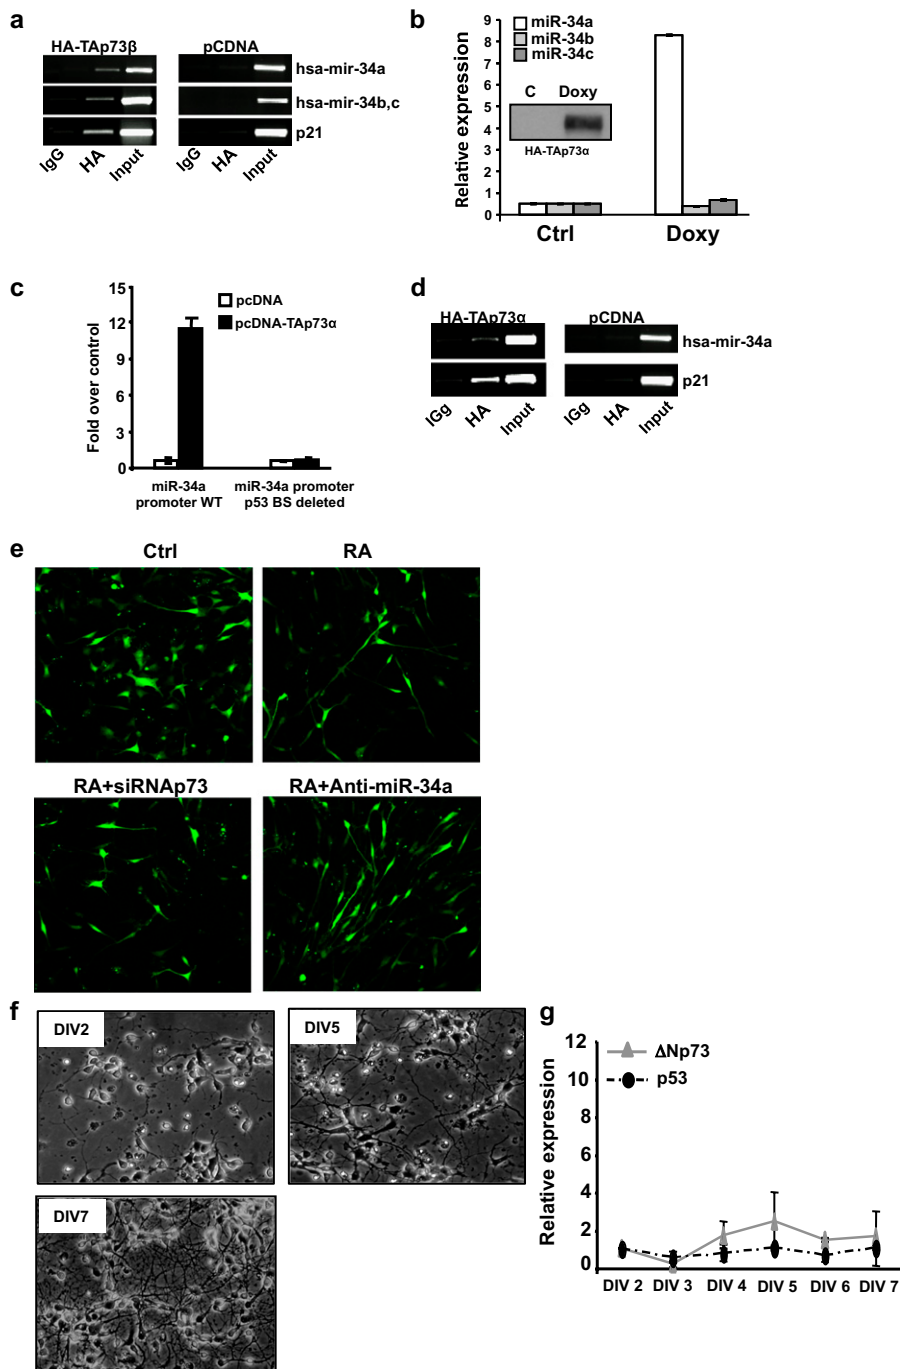 a
HA-TAp73β
pCDNA
hsa-mir-34a
hsa-mir-34b,c
p21
IgG
HA
Input
IgG
HA
Input
b
9
8
7
6
5
4
3
2
1
0
Relative expression
miR-34a
miR-34b
miR-34c
C Doxy
HA-TAp73α
Ctrl
Doxy
c
15
12
9
6
3
0
Fold over control
pcDNA
pcDNA-TAp73α
miR-34a
promoter WT
miR-34a promoter
p53 BS deleted
d
HA-TAp73α
pCDNA
hsa-mir-34a
p21
IGg
HA
Input
IGg
HA
Input
e
Ctrl
RA
RA+siRNAp73
RA+Anti-miR-34a
f
DIV2
DIV5
DIV7
g
12
10
8
6
4
2
0
Relative expression
ΔNp73
p53
DIV 2
DIV 3
DIV 4
DIV 5
DIV 6
DIV 7